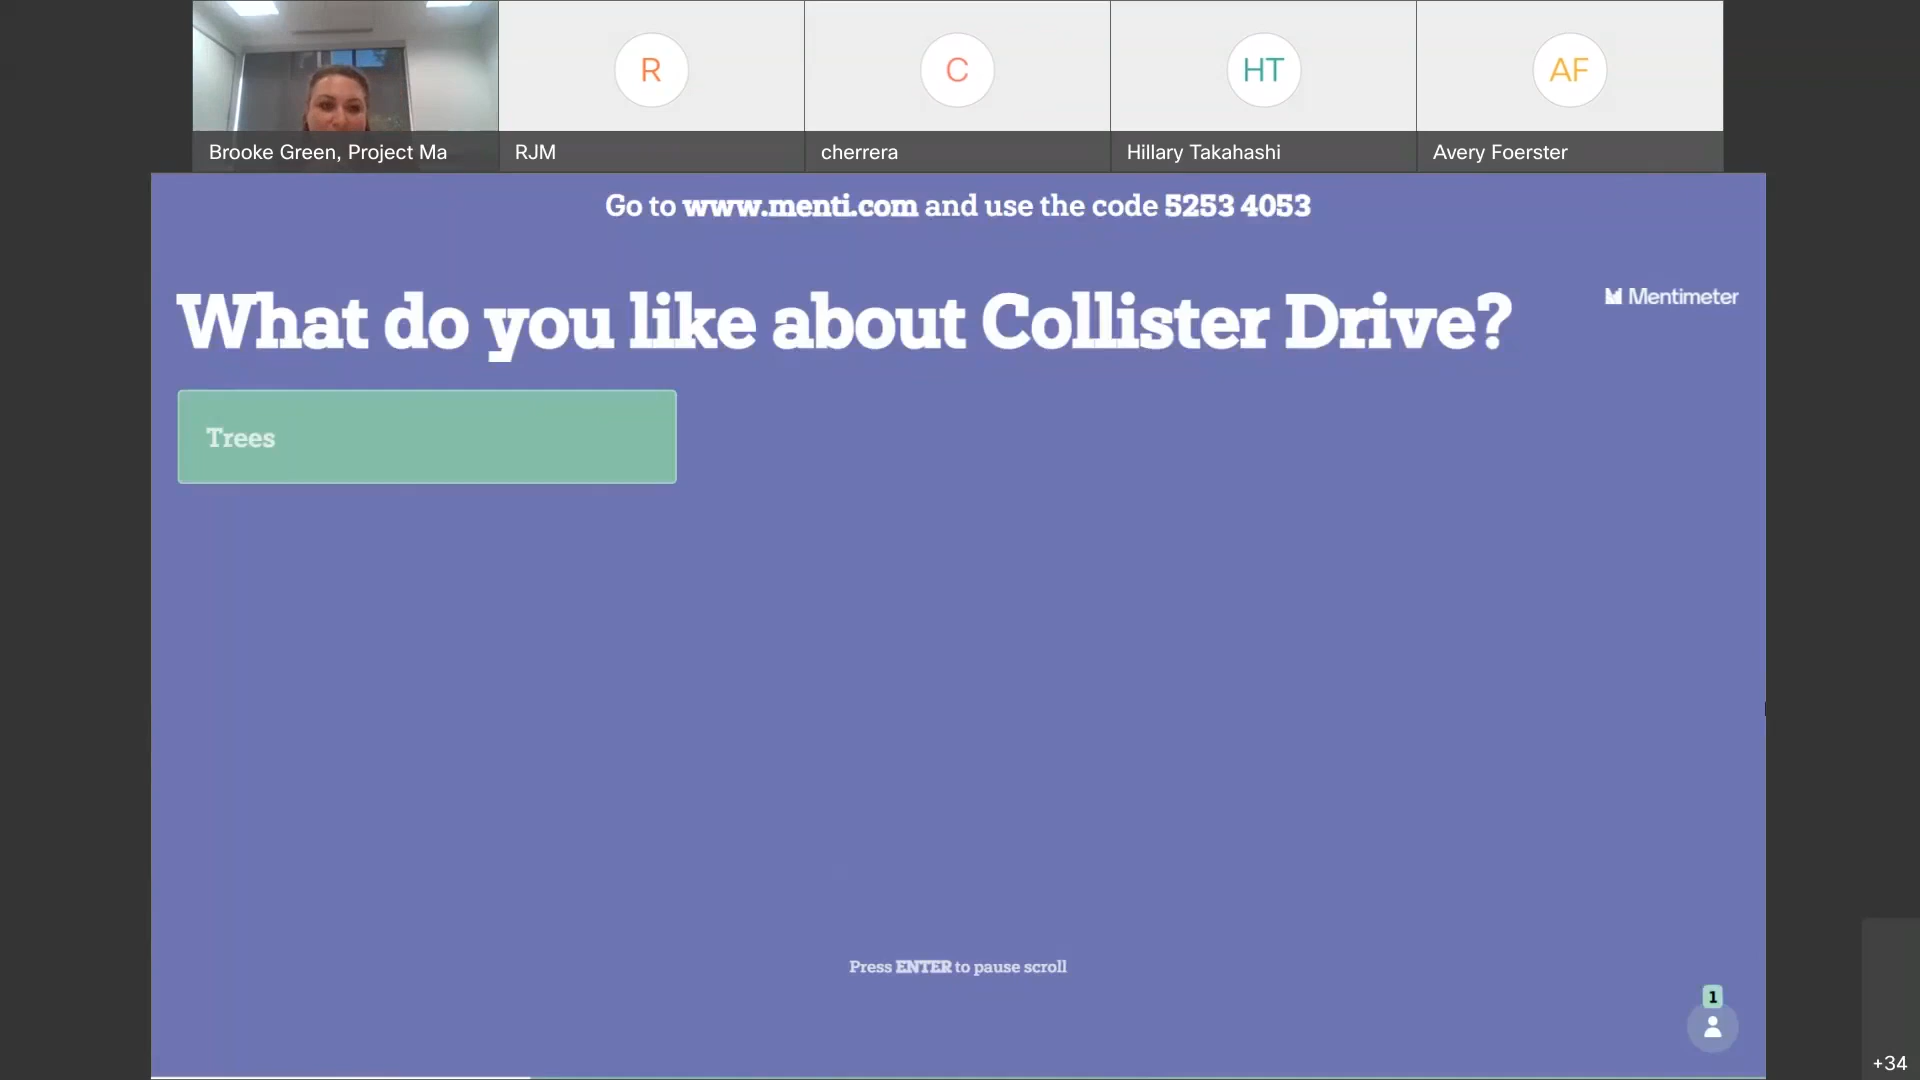 R
C
HT
AF
Brooke Green, Project Ma
RJM
cherrera
Hillary Takahashi
Avery Foerster
Go to www.menti.com and use the code 5253 4053
What do you like about Collister Drive?
Mentimeter
Trees
Press ENTER to pause scroll
1
+34